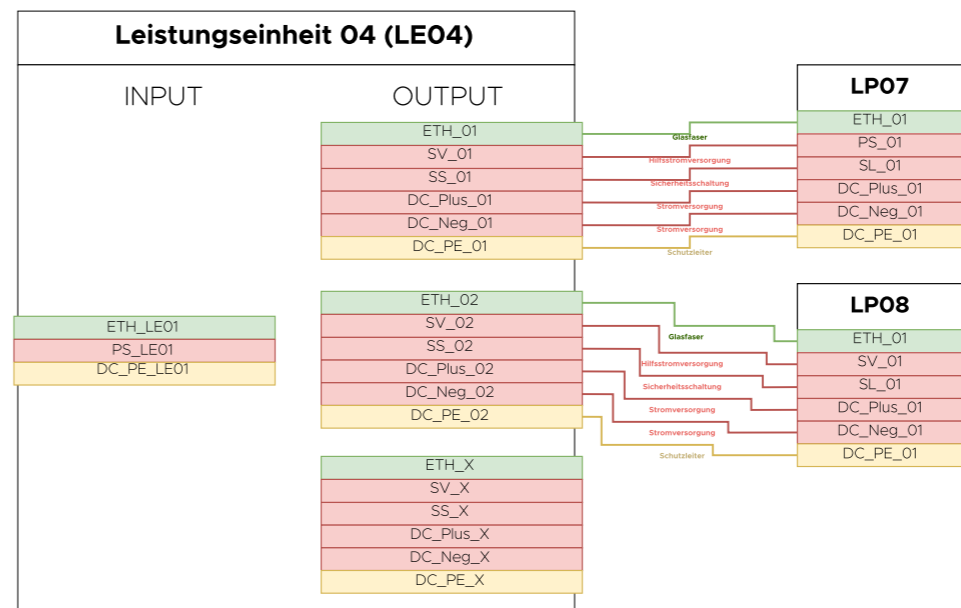 Leistungseinheit 04 (LE04)
INPUT
OUTPUT
ETH_LE01
PS_LE01
DC_PE_LE01
ETH_01
SV_01
SS_01
DC_Plus_01
DC_Neg_01
DC_PE_01
ETH_02
SV_02
SS_02
DC_Plus_02
DC_Neg_02
DC_PE_02
ETH_X
SV_X
SS_X
DC_Plus_X
DC_Neg_X
DC_PE_X
Glasfaser
Hilfsstromversorgung
Sicherheitsschaltung
Stromversorgung
Stromversorgung
Schutzleiter
Glasfaser
Hilfsstromversorgung
Sicherheitsschaltung
Stromversorgung
Stromversorgung
Schutzleiter
LP07
ETH_01
PS_01
SL_01
DC_Plus_01
DC_Neg_01
DC_PE_01
LP08
ETH_01
SV_01
SL_01
DC_Plus_01
DC_Neg_01
DC_PE_01